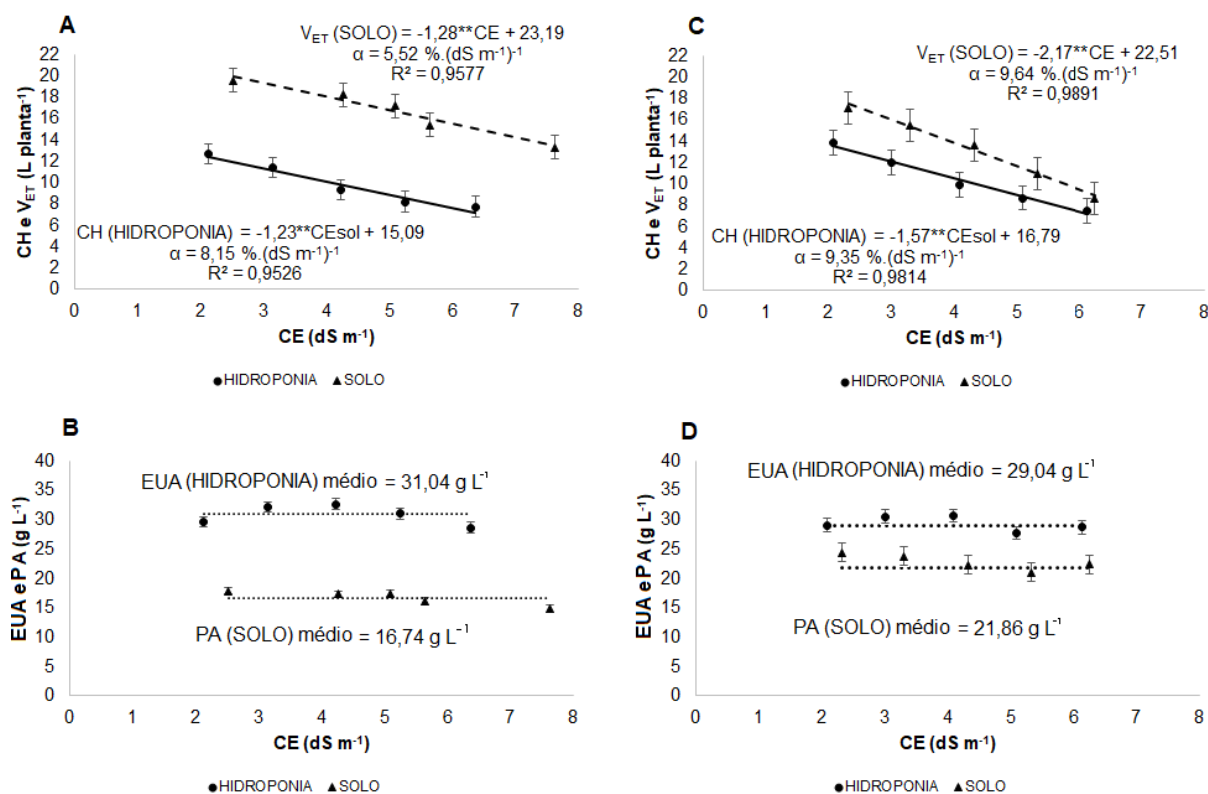 A
V_ET (SOLO) = -1,28**CE + 23,19
α = 5,52 %.(dS m⁻¹)⁻¹
R² = 0,9577
CH e V_ET (L planta⁻¹)
22
20
18
16
14
12
10
8
6
4
2
0
CH (HIDROPONIA) = -1,23**CEsol + 15,09
α = 8,15 %.(dS m⁻¹)⁻¹
R² = 0,9526
0 1 2 3 4 5 6 7 8
CE (dS m⁻¹)
●HIDROPONIA ▲SOLO
C
V_ET (SOLO) = -2,17**CE + 22,51
α = 9,64 %.(dS m⁻¹)⁻¹
R² = 0,9891
CH e V_ET (L planta⁻¹)
22
20
18
16
14
12
10
8
6
4
2
0
CH (HIDROPONIA) = -1,57**CEsol + 16,79
α = 9,35 %.(dS m⁻¹)⁻¹
R² = 0,9814
0 1 2 3 4 5 6 7 8
CE (dS m⁻¹)
●HIDROPONIA ▲SOLO
B
EUA e PA (g L⁻¹)
40
35
30
25
20
15
10
5
0
EUA (HIDROPONIA) médio = 31,04 g L⁻¹
PA (SOLO) médio = 16,74 g L⁻¹
0 1 2 3 4 5 6 7 8
CE (dS m⁻¹)
●HIDROPONIA ▲SOLO
D
EUA e PA (g L⁻¹)
40
35
30
25
20
15
10
5
0
EUA (HIDROPONIA) médio = 29,04 g L⁻¹
PA (SOLO) médio = 21,86 g L⁻¹
0 1 2 3 4 5 6 7 8
CE (dS m⁻¹)
●HIDROPONIA ▲SOLO